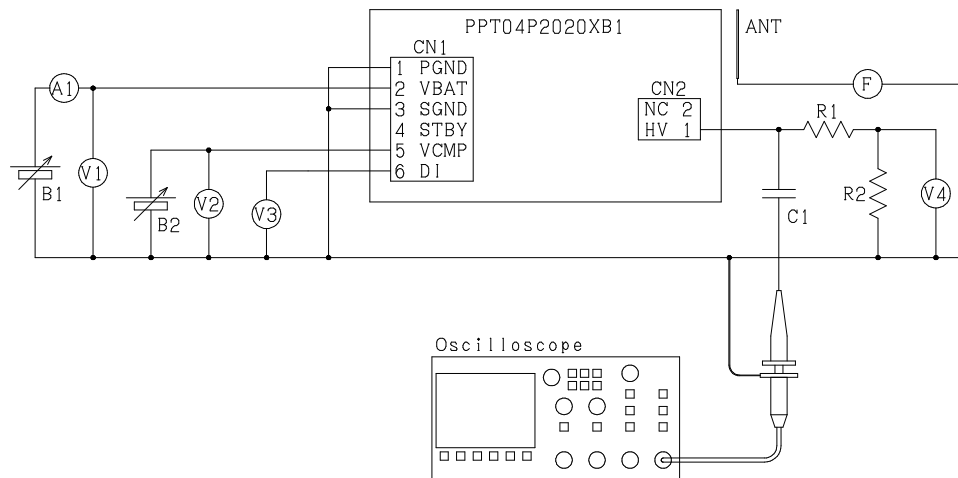 PPT04P2020XB1
ANT
CN1
1 PGND
2 VBAT
3 SGND
4 STBY
5 VCMP
6 DI
CN2
NC 2
HV 1
A1
F
R1
V1
B1
V2
B2
V3
C1
R2
V4
Oscilloscope